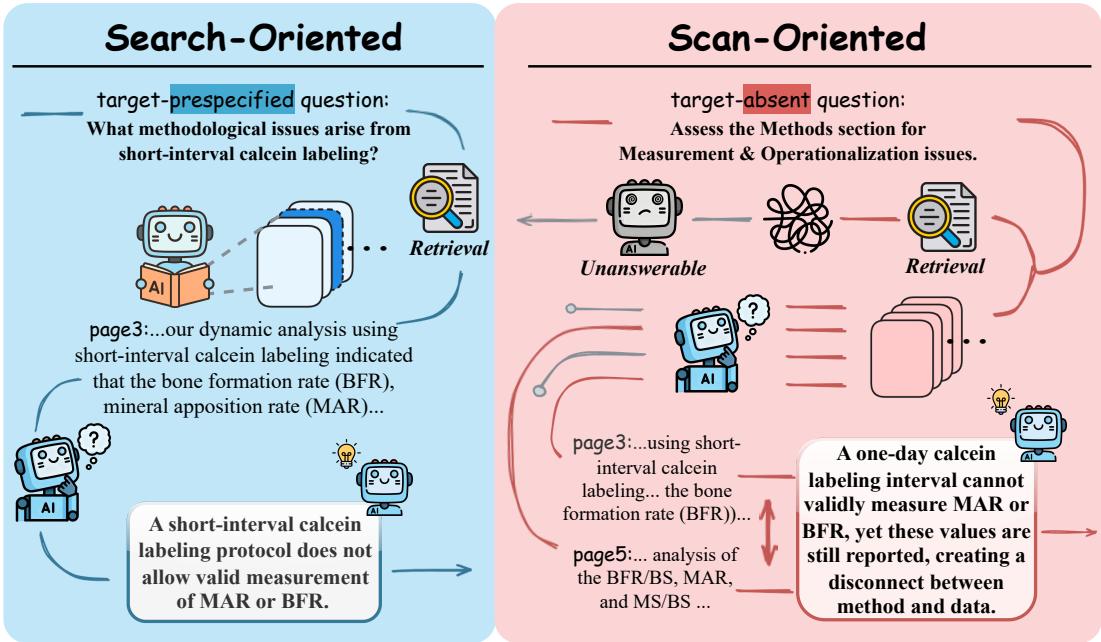 Search-Oriented
target-prespecified question:
What methodological issues arise from
short-interval calcein labeling?
AI
Retrieval
page3:...our dynamic analysis using
short-interval calcein labeling indicated
that the bone formation rate (BFR),
mineral apposition rate (MAR)...
?
AI
AI
A short-interval calcein
labeling protocol does not
allow valid measurement
of MAR or BFR.
Scan-Oriented
target-absent question:
Assess the Methods section for
Measurement & Operationalization issues.
AI
Unanswerable
Retrieval
?
AI
page3:...using short-
interval calcein
labeling... the bone
formation rate (BFR))...
page5:... analysis of
the BFR/BS, MAR,
and MS/BS ...
AI
A one-day calcein
labeling interval cannot
validly measure MAR or
BFR, yet these values are
still reported, creating a
disconnect between
method and data.